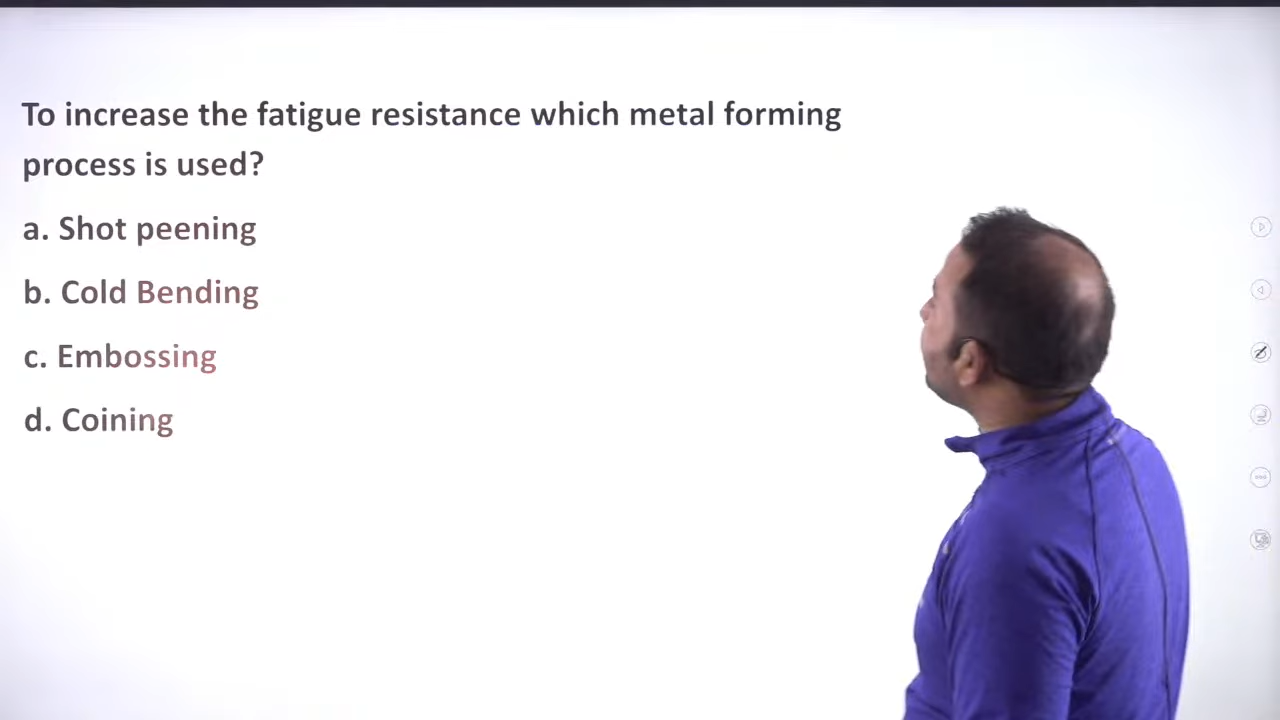 To increase the fatigue resistance which metal forming
process is used?
a. Shot peening
b. Cold Bending
c. Embossing
d. Coining